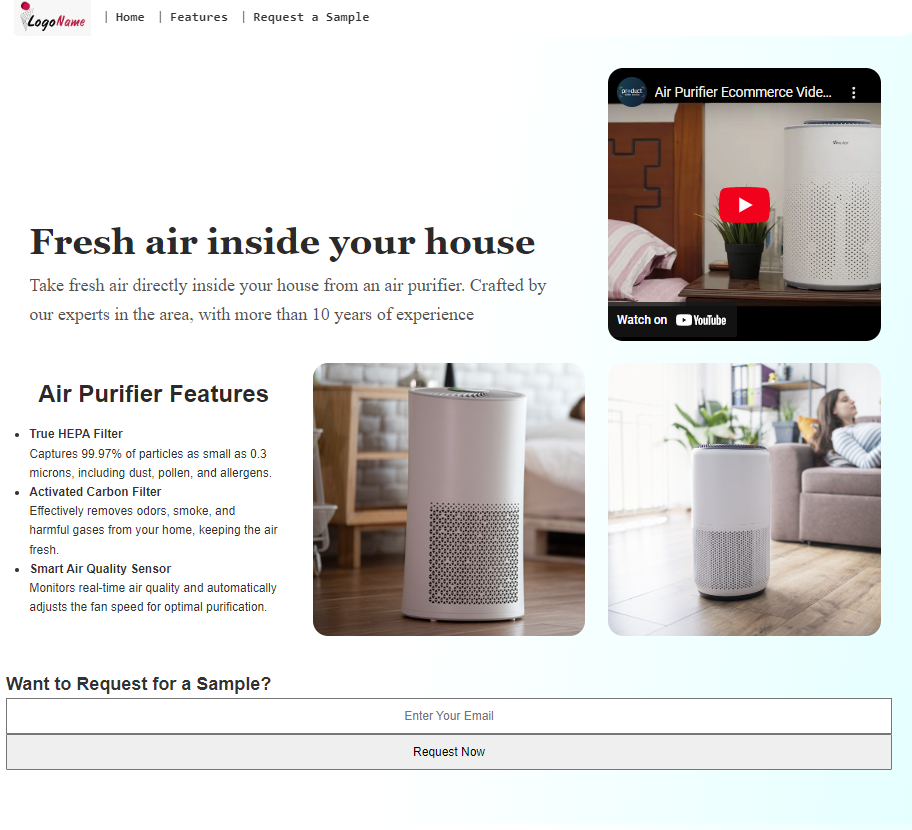 LogoName
| Home | Features | Request a Sample
product
Air Purifier Ecommerce Vide...
Fresh air inside your house
Take fresh air directly inside your house from an air purifier. Crafted by
our experts in the area, with more than 10 years of experience
Watch on YouTube
Air Purifier Features
True HEPA Filter
Captures 99.97% of particles as small as 0.3
microns, including dust, pollen, and allergens.
Activated Carbon Filter
Effectively removes odors, smoke, and
harmful gases from your home, keeping the air
fresh.
Smart Air Quality Sensor
Monitors real-time air quality and automatically
adjusts the fan speed for optimal purification.
Want to Request for a Sample?
Enter Your Email
Request Now